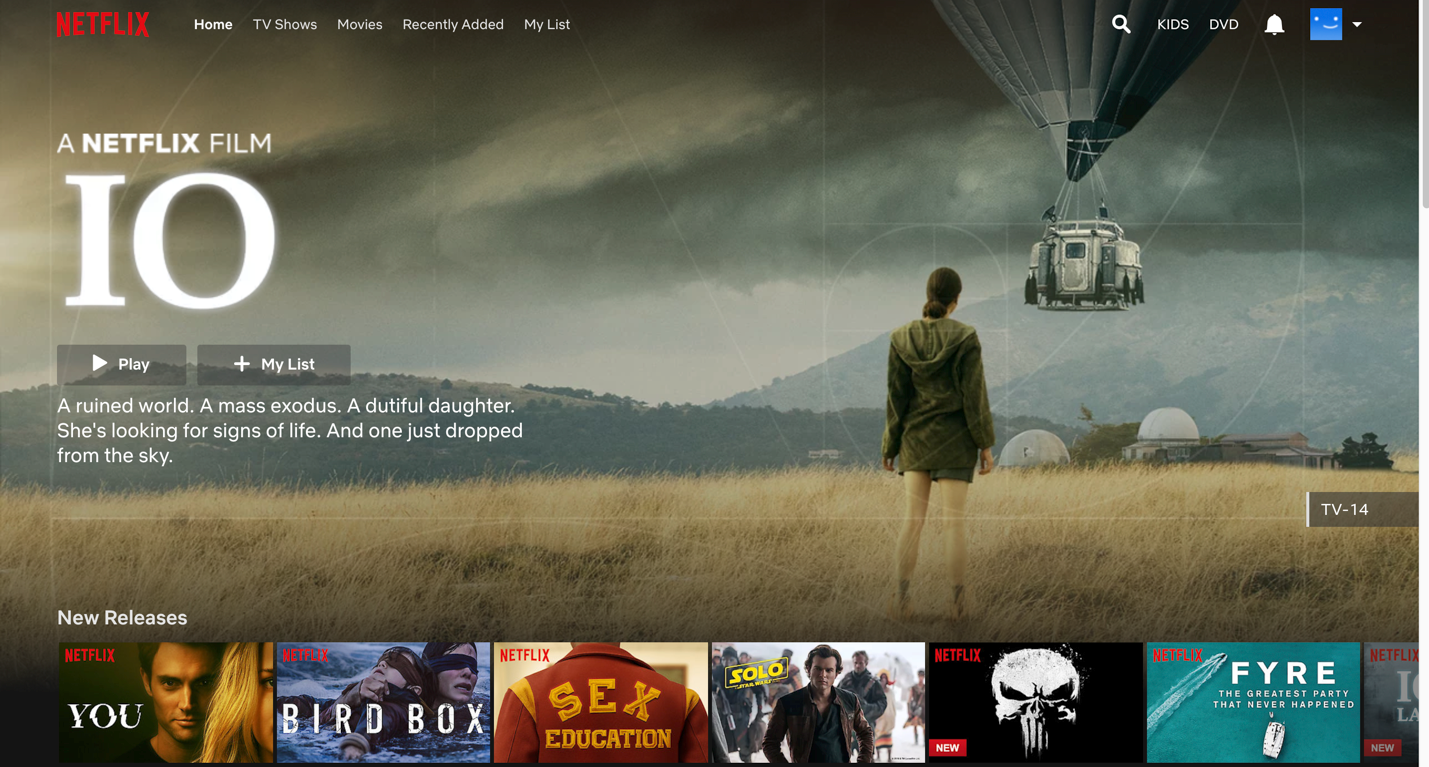 NETFLIX
Home TV Shows Movies Recently Added My List KIDS DVD
A NETFLIX FILM
IO
Play My List
A ruined world. A mass exodus. A dutiful daughter.
She's looking for signs of life. And one just dropped
from the sky.
TV-14
New Releases
NETFLIX
YOU
NETFLIX
BIRD BOX
NETFLIX
SEX
EDUCATION
SOLO
STAR WARS
NETFLIX
NEW
NETFLIX
FYRE
THE GREATEST PARTY
THAT NEVER HAPPENED
NETFLIX
NEW